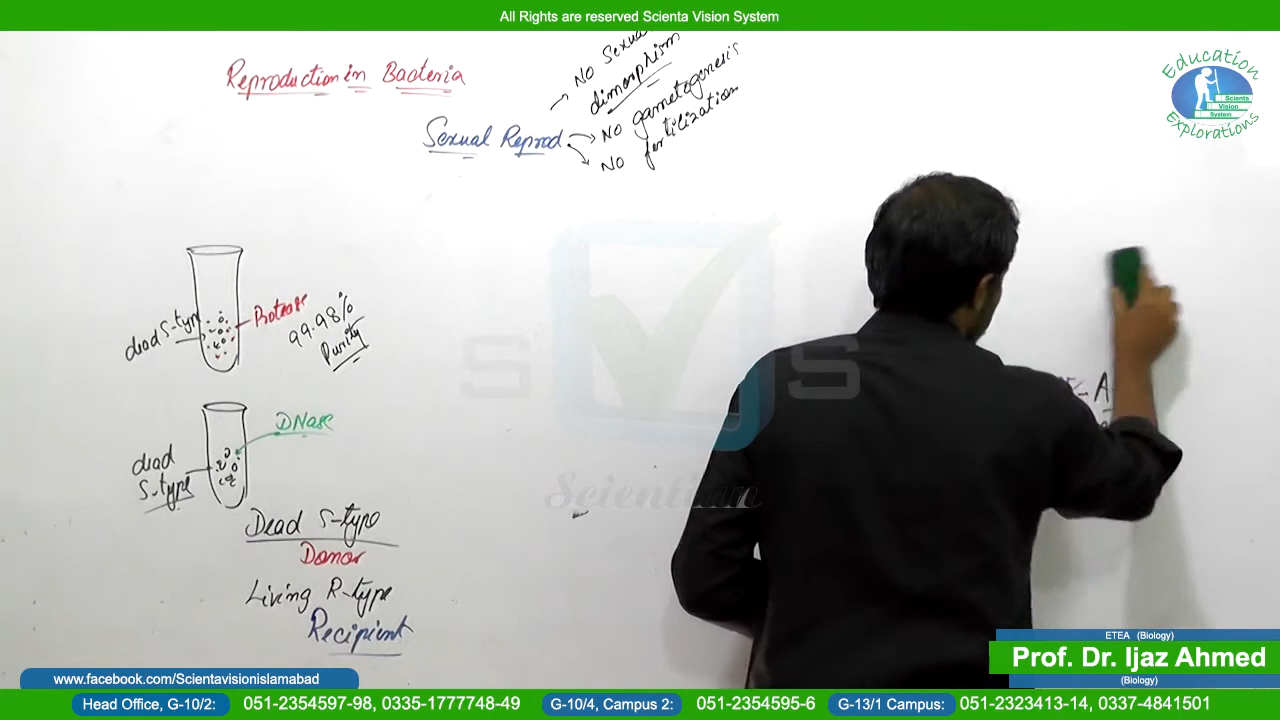 All Rights are reserved Scienta Vision System
Education
Scienta
Vision
System
Explorations
Reproduction in Bacteria
Sexual Reprod
No Sexual
dimorphism
No gametogenesis
No fertilization
dead S-type
Protease
99.98%
Purity
DNase
dead
S-type
Dead S-type
Donor
Living R-type
Recipient
S S
Scientian
A
ETEA (Biology)
Prof. Dr. Ijaz Ahmed
(Biology)
www.facebook.com/Scientavisionislamabad
Head Office, G-10/2: 051-2354597-98, 0335-1777748-49 G-10/4, Campus 2: 051-2354595-6 G-13/1 Campus: 051-2323413-14, 0337-4841501